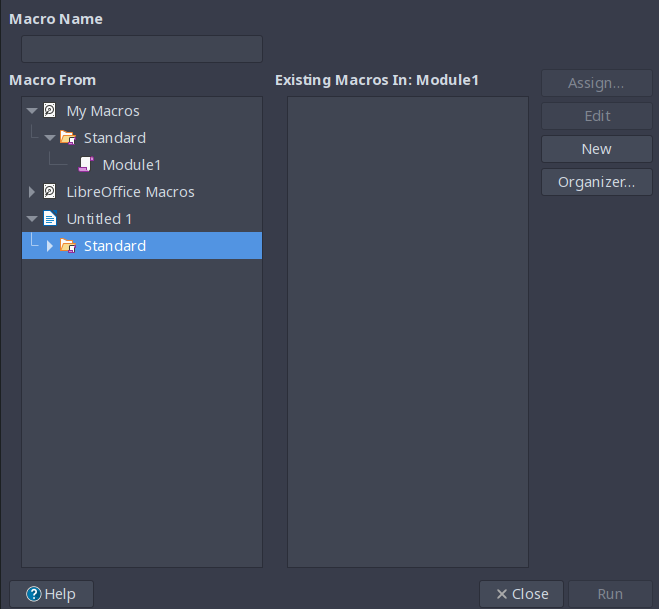 Macro Name
Macro From
Existing Macros In: Module1
Assign...
My Macros
Edit
Standard
New
Module1
Organizer...
LibreOffice Macros
Untitled 1
Standard
Help
Close
Run